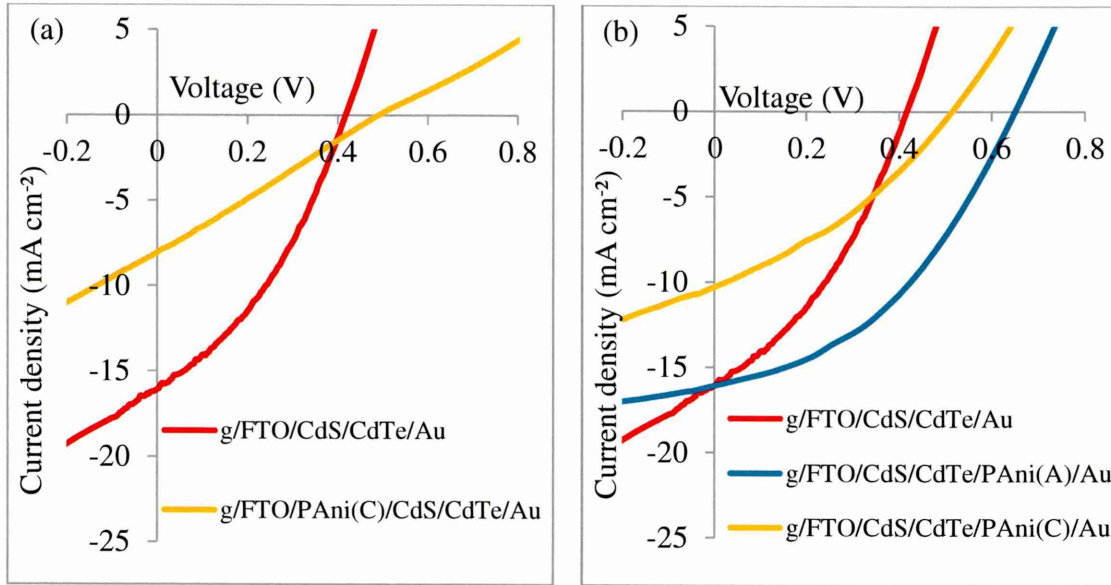 (a)
5
Voltage (V)
0
-0.2
0
0.2
0.4
0.6
0.8
-5
-10
-15
-20
-25
Current density (mA cm⁻²)
g/FTO/CdS/CdTe/Au
g/FTO/PAni(C)/CdS/CdTe/Au
(b)
5
Voltage (V)
0
-0.2
0
0.2
0.4
0.6
0.8
-5
-10
-15
-20
-25
Current density (mA cm⁻²)
g/FTO/CdS/CdTe/Au
g/FTO/CdS/CdTe/PAni(A)/Au
g/FTO/CdS/CdTe/PAni(C)/Au